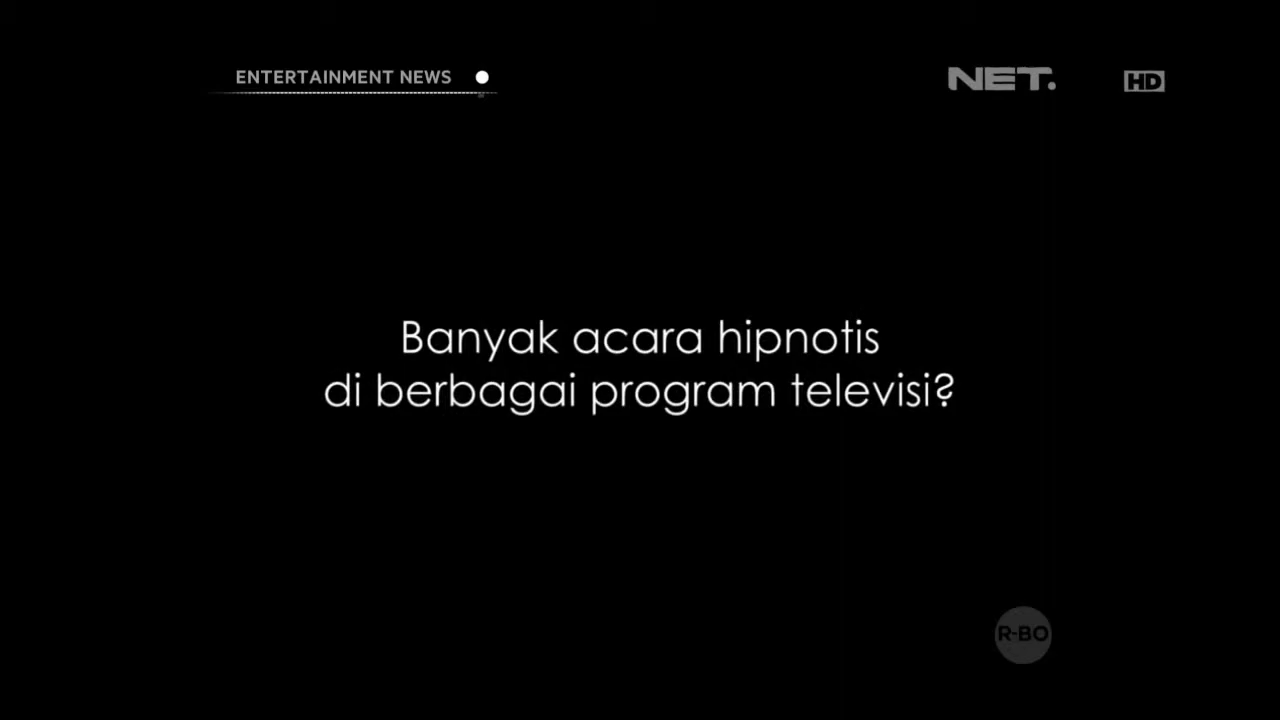 ENTERTAINMENT NEWS
NET.
HD
Banyak acara hipnotis
di berbagai program televisi?
R-BO